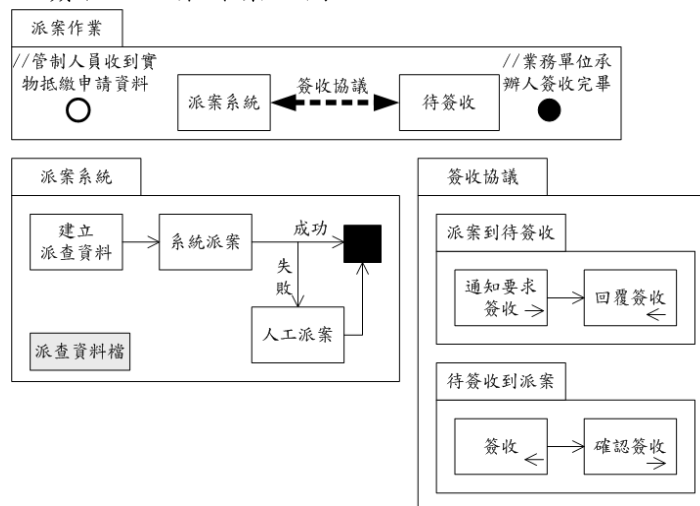 派案作業
//管制人員收到實
物抵繳申請資料
派案系統
簽收協議
待簽收
//業務單位承
辦人簽收完畢
派案系統
建立
派查資料
系統派案
成功
失
敗
人工派案
派查資料檔
簽收協議
派案到待簽收
通知要求
簽收
回覆簽收
待簽收到派案
簽收
確認簽收